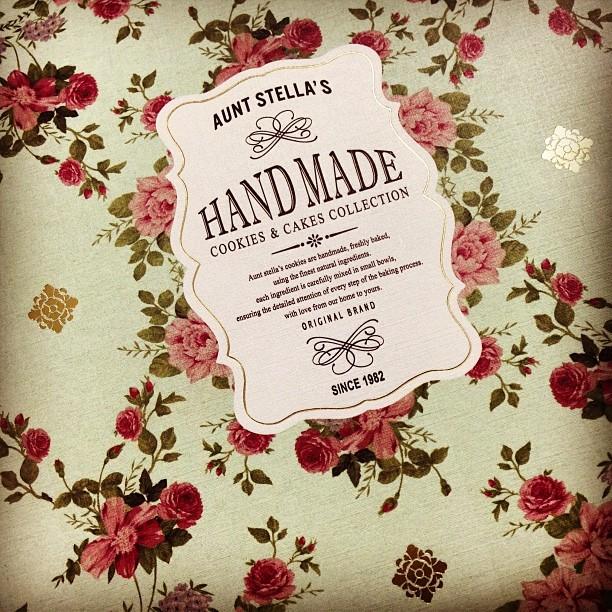 AUNT STELLA'S
HAND MADE
COOKIES & CAKES COLLECTION
Aunt stella's cookies are handmade, freshly baked,
using the finest natural ingredients.
each ingredient is carefully mixed in small bowls,
ensuring the detailed attention of every step of the baking process.
with love from our home to yours.
ORIGINAL BRAND
SINCE 1982